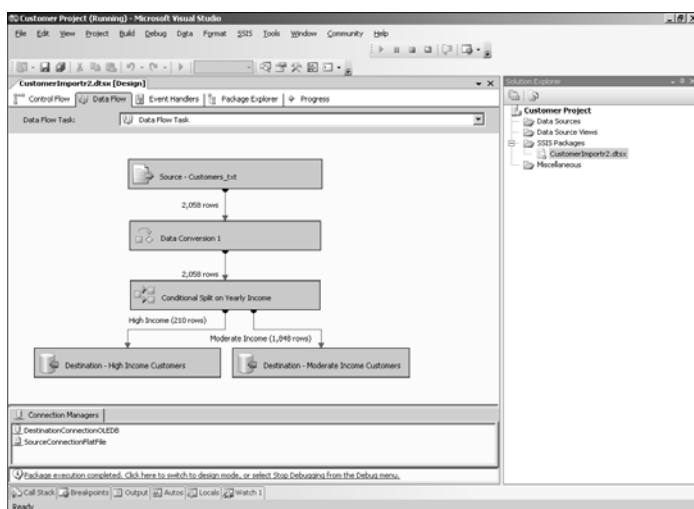 Customer Project (Running) - Microsoft Visual Studio
File Edit View Project Build Debug Data Format SSIS Tools Window Community Help
CustomerImportr2.dtsx [Design]
Control Flow Data Flow Event Handlers Package Explorer Progress
Data Flow Task: Data Flow Task
Source - Customers_txt
2,058 rows
Data Conversion 1
2,058 rows
Conditional Split on Yearly Income
High Income (210 rows)
Moderate Income (1,848 rows)
Destination - High Income Customers
Destination - Moderate Income Customers
Connection Managers
DestinationConnectionOLEDB
SourceConnectionFlatFile
Package execution completed. Click here to switch to design mode, or select Stop Debugging from the Debug menu.
Call Stack Breakpoints Output Autos Locals Watch 1
Ready
Solution Explorer
Customer Project
Data Sources
Data Source Views
SSIS Packages
CustomerImportr2.dtsx
Miscellaneous